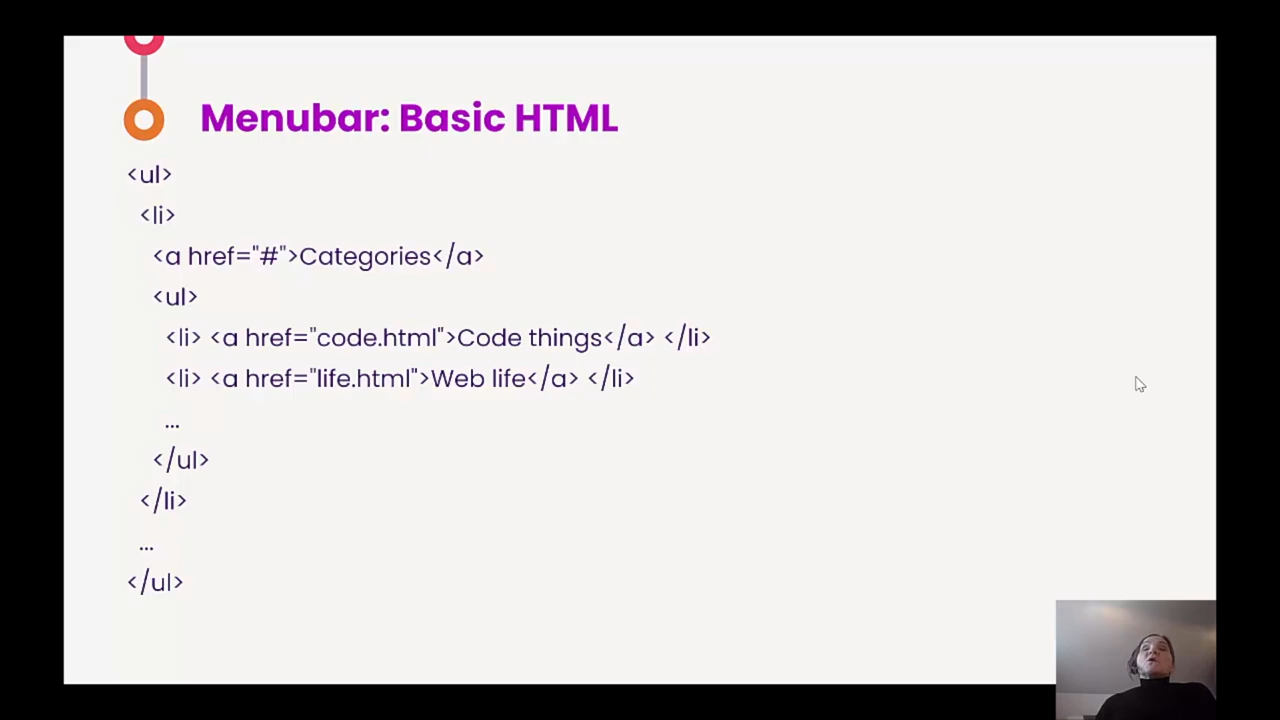 Menubar: Basic HTML
<ul>
<li>
<a href="#">Categories</a>
<ul>
<li> <a href="code.html">Code things</a> </li>
<li> <a href="life.html">Web life</a> </li>
...
</ul>
</li>
...
</ul>